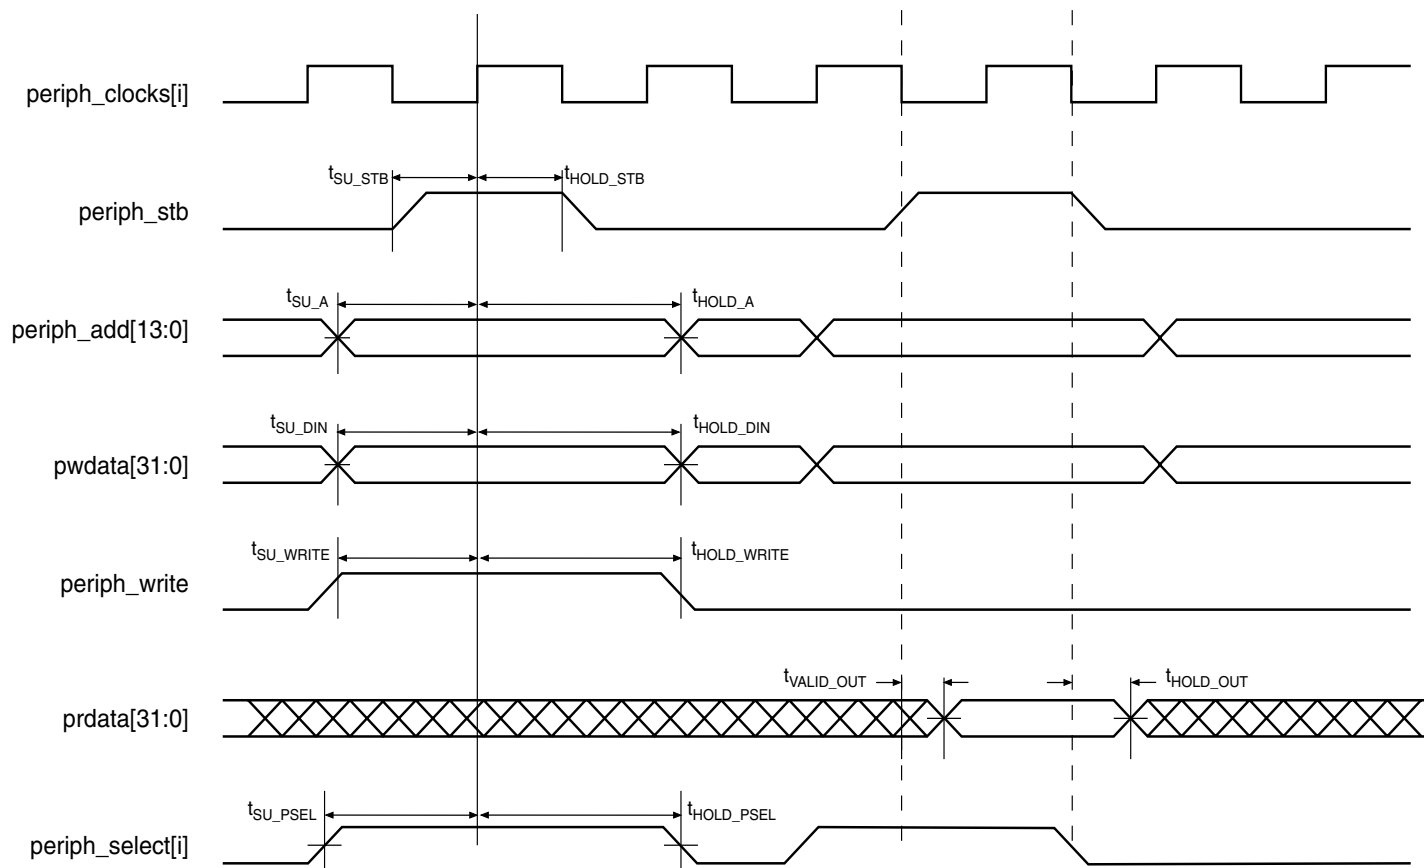 periph_clocks[i]
tSU_STB tHOLD_STB
periph_stb
tSU_A tHOLD_A
periph_add[13:0]
tSU_DIN tHOLD_DIN
pwdata[31:0]
tSU_WRITE tHOLD_WRITE
periph_write
tVALID_OUT tHOLD_OUT
prdata[31:0]
tSU_PSEL tHOLD_PSEL
periph_select[i]